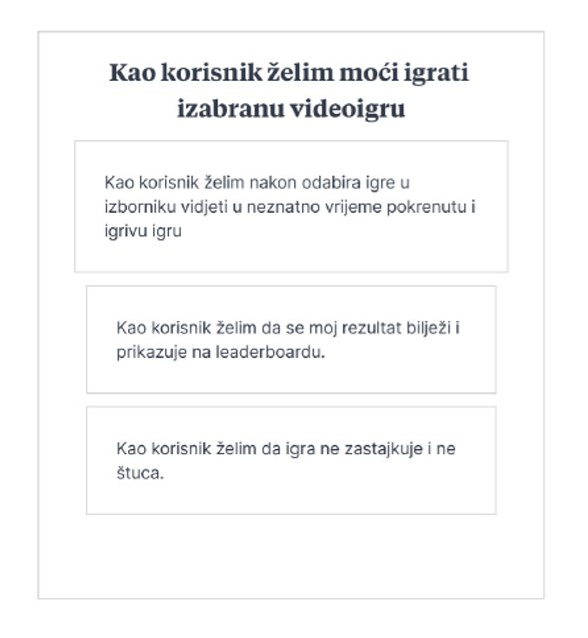 Kao korisnik želim moći igrati
izabranu videoigru
Kao korisnik želim nakon odabira igre u
izborniku vidjeti u neznatno vrijeme pokrenutu i
igrivu igru
Kao korisnik želim da se moj rezultat bilježi i
prikazuje na leaderboardu.
Kao korisnik želim da igra ne zastajkuje i ne
štuca.